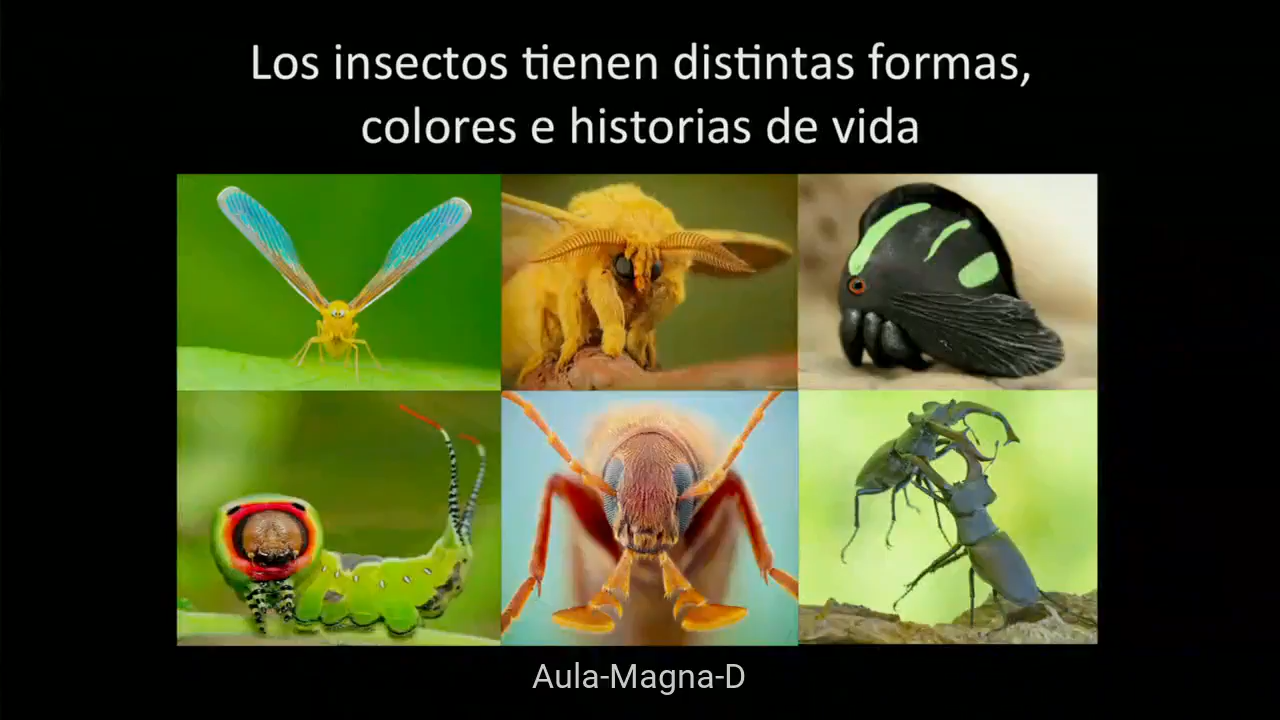 Los insectos tienen distintas formas,
colores e historias de vida
Aula-Magna-D